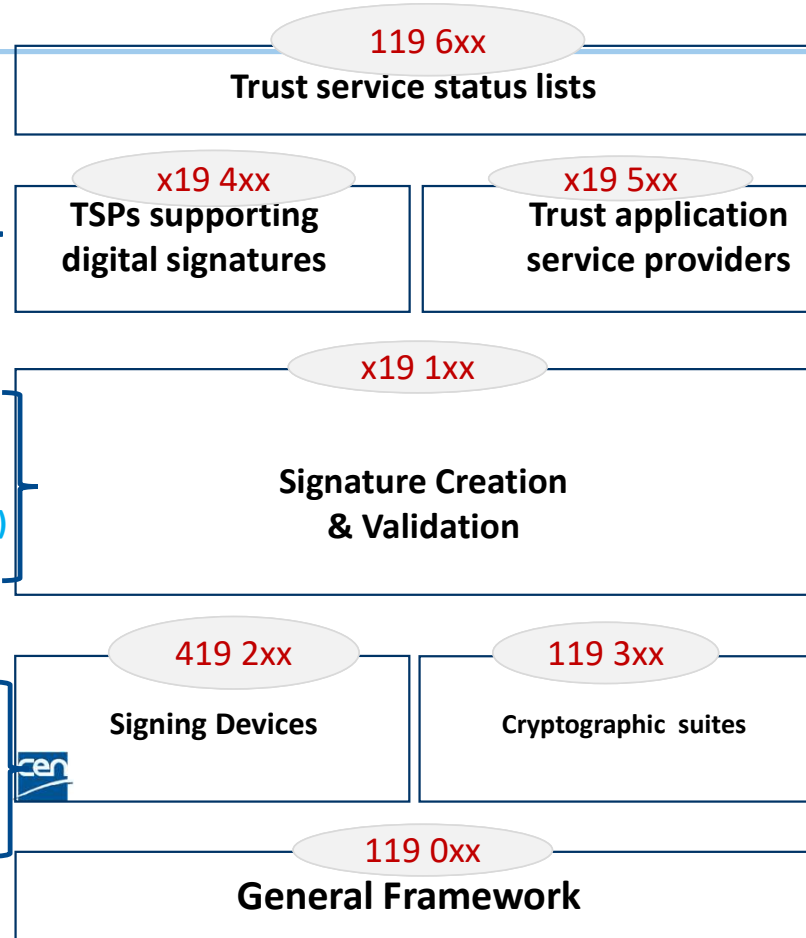 119 6xx
Trust service status lists
x19 4xx
TSPs supporting
digital signatures
x19 5xx
Trust application
service providers
x19 1xx
Signature Creation
& Validation
)
419 2xx
Signing Devices
cen
119 3xx
Cryptographic suites
119 0xx
General Framework